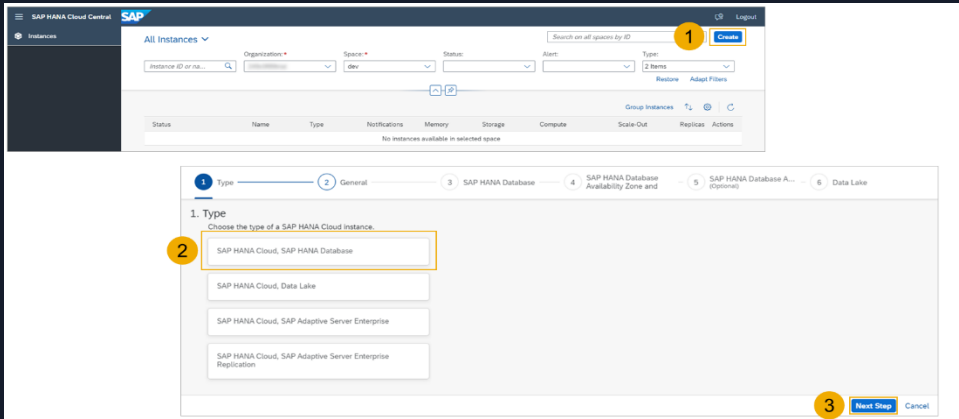 SAP HANA Cloud Central SAP Logout
Instances
All Instances Search on all spaces by ID 1 Create
Organization:* Space:* Status: Alert: Type:
Instance ID or na... dev 2 Items
Restore Adapt Filters
Group Instances
Status Name Type Notifications Memory Storage Compute Scale-Out Replicas Actions
No instances available in selected space
1 Type 2 General 3 SAP HANA Database 4 SAP HANA Database 5 SAP HANA Database A... 6 Data Lake
Availability Zone and (Optional)
1. Type
Choose the type of a SAP HANA Cloud instance.
2 SAP HANA Cloud, SAP HANA Database
SAP HANA Cloud, Data Lake
SAP HANA Cloud, SAP Adaptive Server Enterprise
SAP HANA Cloud, SAP Adaptive Server Enterprise
Replication
3 Next Step Cancel